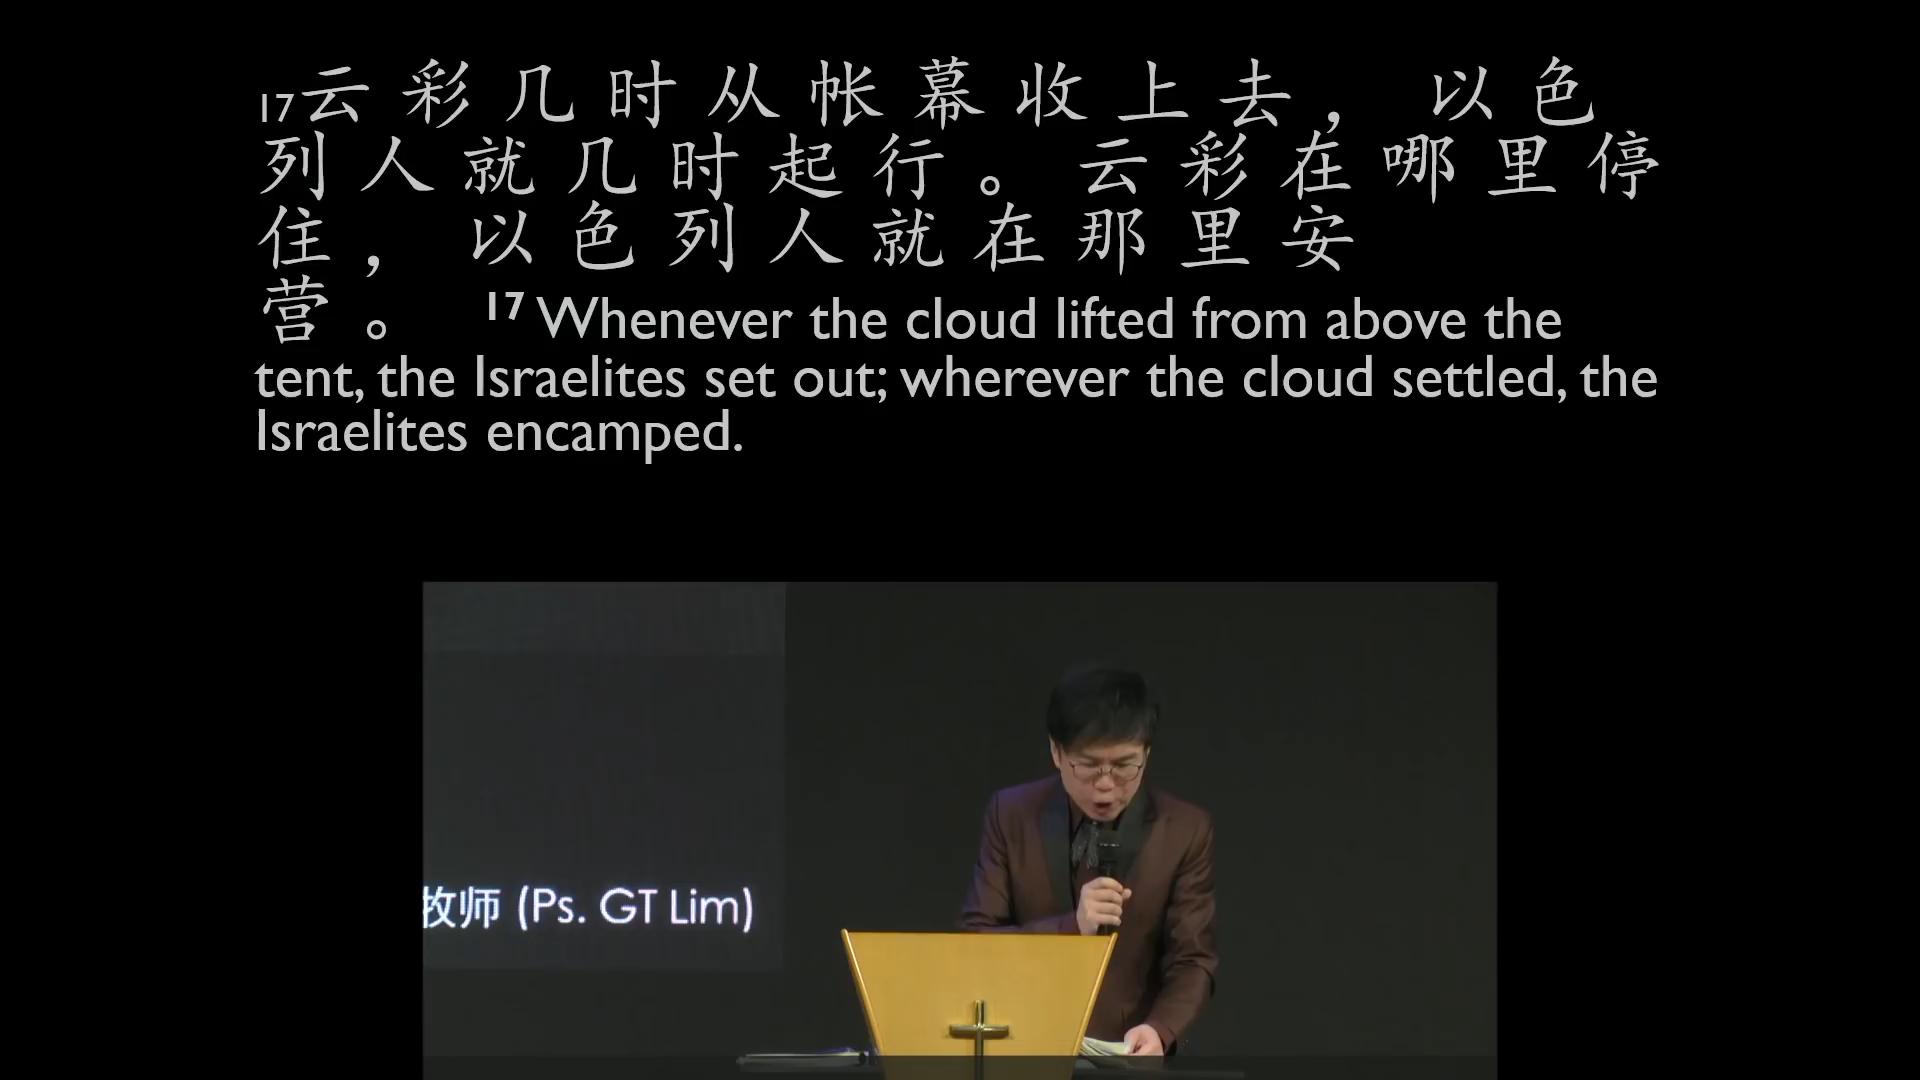 17云彩几时从帐幕收上去，以色
列人就几时起行。云彩在哪里停
住，以色列人就在那里安
营。 17 Whenever the cloud lifted from above the
tent, the Israelites set out; wherever the cloud settled, the
Israelites encamped.
牧师 (Ps. GT Lim)